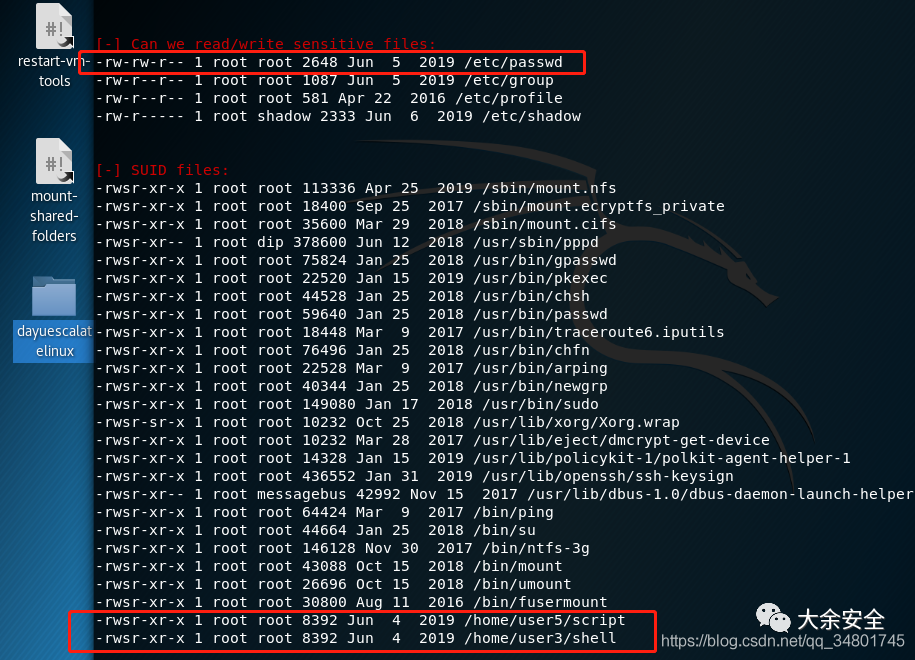 restart-vm-
tools
mount-
shared-
folders
dayuescalat
elinux
[-] Can we read/write sensitive files:
-rw-rw-r-- 1 root root 2648 Jun  5  2019 /etc/passwd
-rw-r--r-- 1 root root 1087 Jun  5  2019 /etc/group
-rw-r--r-- 1 root root 581 Apr 22  2016 /etc/profile
-rw-r----- 1 root shadow 2333 Jun  6  2019 /etc/shadow
[-] SUID files:
-rwsr-xr-x 1 root root 113336 Apr 25  2019 /sbin/mount.nfs
-rwsr-xr-x 1 root root 18400 Sep 25  2017 /sbin/mount.ecryptfs_private
-rwsr-xr-x 1 root root 35600 Mar 29  2018 /sbin/mount.cifs
-rwsr-xr-- 1 root dip 378600 Jun 12  2018 /usr/sbin/pppd
-rwsr-xr-x 1 root root 75824 Jan 25  2018 /usr/bin/gpasswd
-rwsr-xr-x 1 root root 22520 Jan 15  2019 /usr/bin/pkexec
-rwsr-xr-x 1 root root 44528 Jan 25  2018 /usr/bin/chsh
-rwsr-xr-x 1 root root 59640 Jan 25  2018 /usr/bin/passwd
-rwsr-xr-x 1 root root 18448 Mar  9  2017 /usr/bin/traceroute6.iputils
-rwsr-xr-x 1 root root 76496 Jan 25  2018 /usr/bin/chfn
-rwsr-xr-x 1 root root 22528 Mar  9  2017 /usr/bin/arping
-rwsr-xr-x 1 root root 40344 Jan 25  2018 /usr/bin/newgrp
-rwsr-xr-x 1 root root 149080 Jan 17  2018 /usr/bin/sudo
-rwsr-sr-x 1 root root 10232 Oct 25  2018 /usr/lib/xorg/Xorg.wrap
-rwsr-xr-x 1 root root 10232 Mar 28  2017 /usr/lib/eject/dmcrypt-get-device
-rwsr-xr-x 1 root root 14328 Jan 15  2019 /usr/lib/policykit-1/polkit-agent-helper-1
-rwsr-xr-x 1 root root 436552 Jan 31  2019 /usr/lib/openssh/ssh-keysign
-rwsr-xr-- 1 root messagebus 42992 Nov 15  2017 /usr/lib/dbus-1.0/dbus-daemon-launch-helper
-rwsr-xr-x 1 root root 64424 Mar  9  2017 /bin/ping
-rwsr-xr-x 1 root root 44664 Jan 25  2018 /bin/su
-rwsr-xr-x 1 root root 146128 Nov 30  2017 /bin/ntfs-3g
-rwsr-xr-x 1 root root 43088 Oct 15  2018 /bin/mount
-rwsr-xr-x 1 root root 26696 Oct 15  2018 /bin/umount
-rwsr-xr-x 1 root root 30800 Aug 11  2016 /bin/fusermount
-rwsr-xr-x 1 root root 8392 Jun  4  2019 /home/user5/script
-rwsr-xr-x 1 root root 8392 Jun  4  2019 /home/user3/shell
大余安全
https://blog.csdn.net/qq_34801745